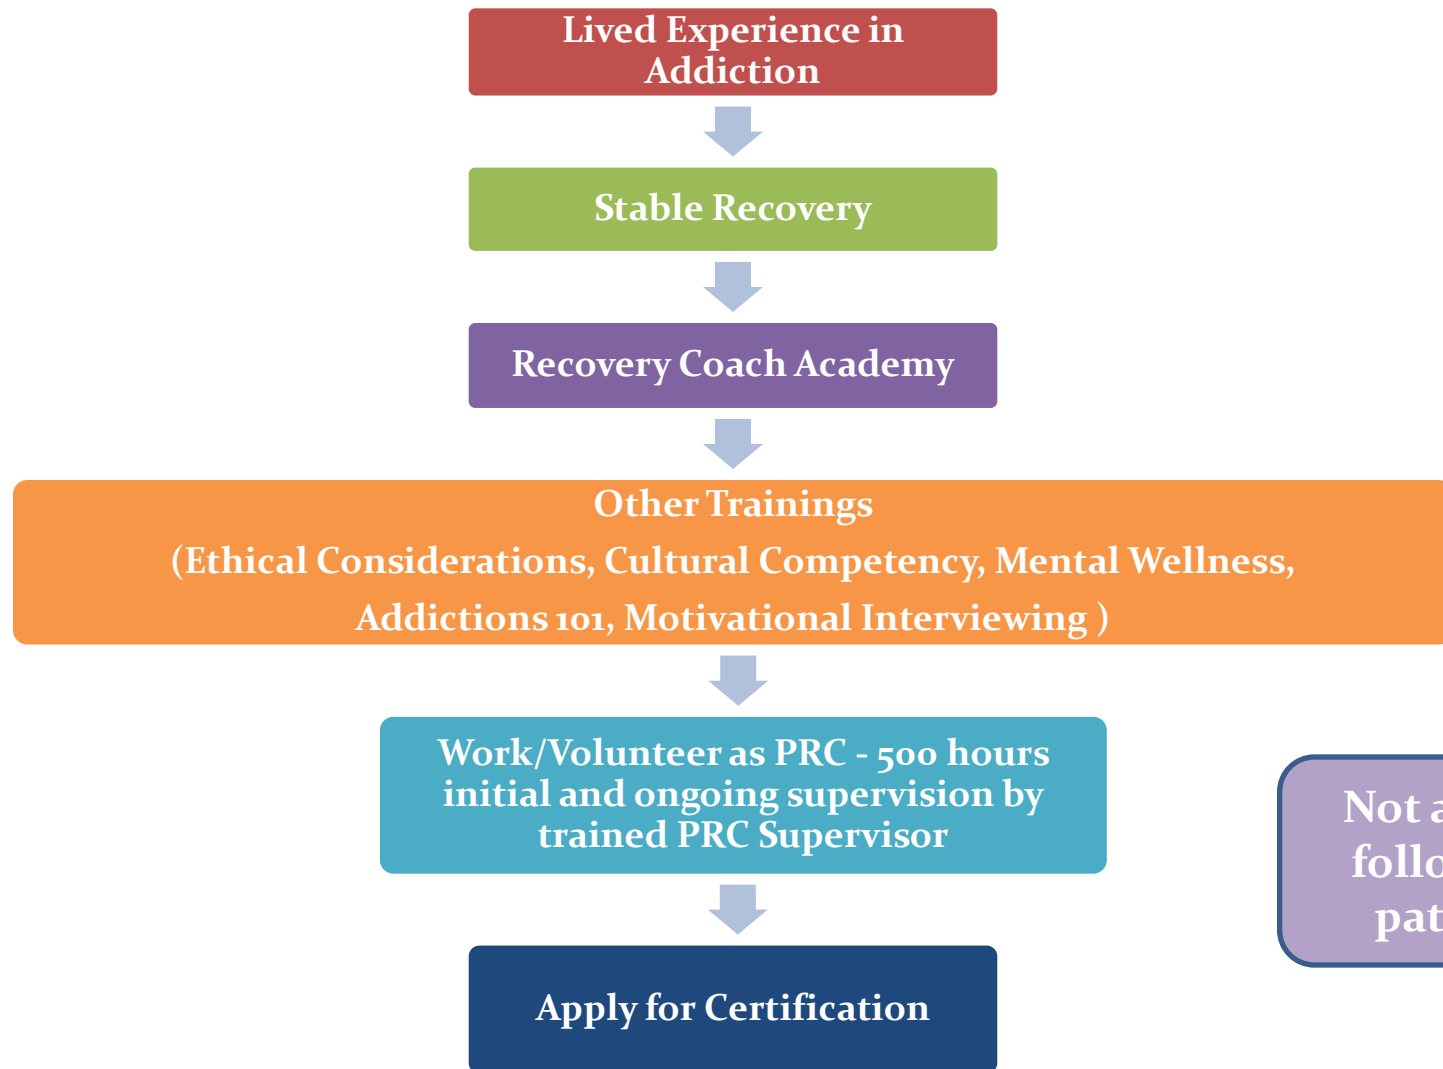 Lived Experience in
Addiction
Stable Recovery
Recovery Coach Academy
Other Trainings
(Ethical Considerations, Cultural Competency, Mental Wellness,
Addictions 101, Motivational Interviewing )
Work/Volunteer as PRC - 500 hours
initial and ongoing supervision by
trained PRC Supervisor
Not
Apply for Certification